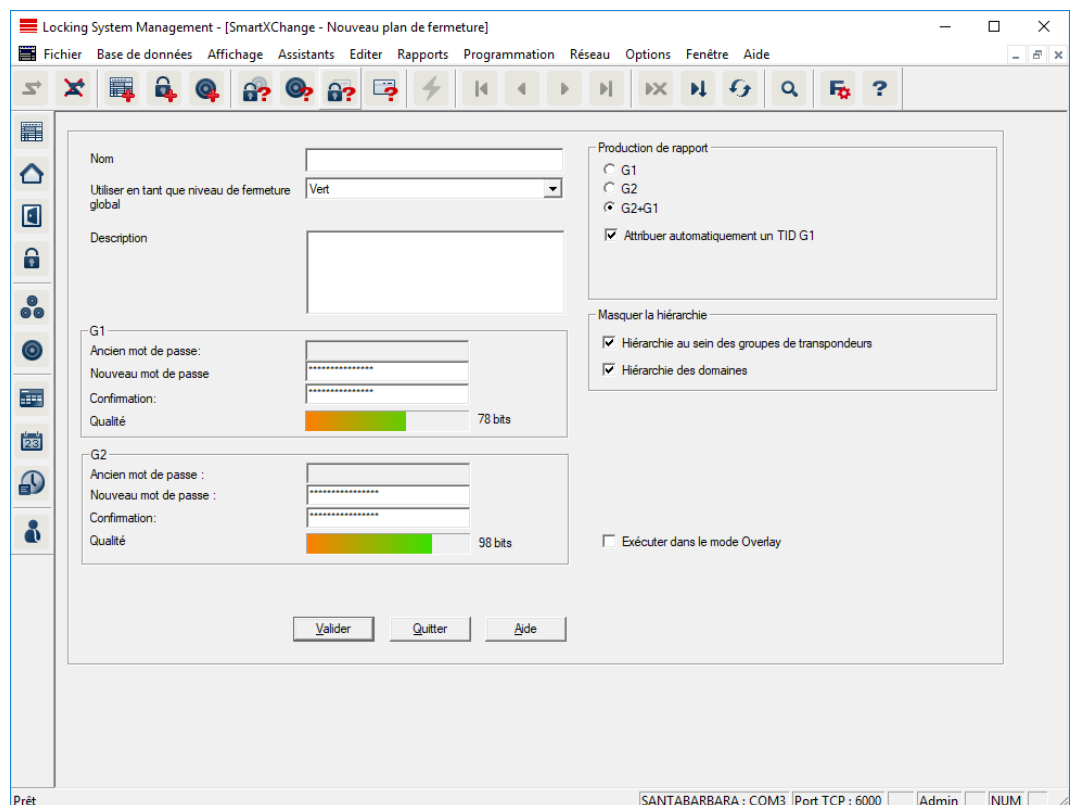 Locking System Management - [SmartXChange - Nouveau plan de fermeture]
Fichier Base de données Affichage Assistants Editer Rapports Programmation Réseau Options Fenêtre Aide
Nom
Utiliser en tant que niveau de fermeture global
Vert
Description
G1
Ancien mot de passe:
Nouveau mot de passe
***************
Confirmation:
***************
Qualité
78 bits
G2
Ancien mot de passe :
Nouveau mot de passe :
****************
Confirmation:
****************
Qualité
98 bits
Production de rapport
G1
G2
G2+G1
Attribuer automatiquement un TID G1
Masquer la hiérarchie
Hiérarchie au sein des groupes de transpondeurs
Hiérarchie des domaines
Exécuter dans le mode Overlay
Valider Quitter Aide
Prêt
SANTABARBARA : COM3 Port TCP : 6000 Admin NUM